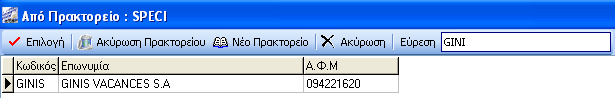 Από Πρακτορείο : SPECI
Επιλογή Ακύρωση Πρακτορείου Νέο Πρακτορείο Ακύρωση Εύρεση GINI
Κωδικός Επωνυμία Α.Φ.Μ
GINIS GINIS VACANCES S.A 094221620